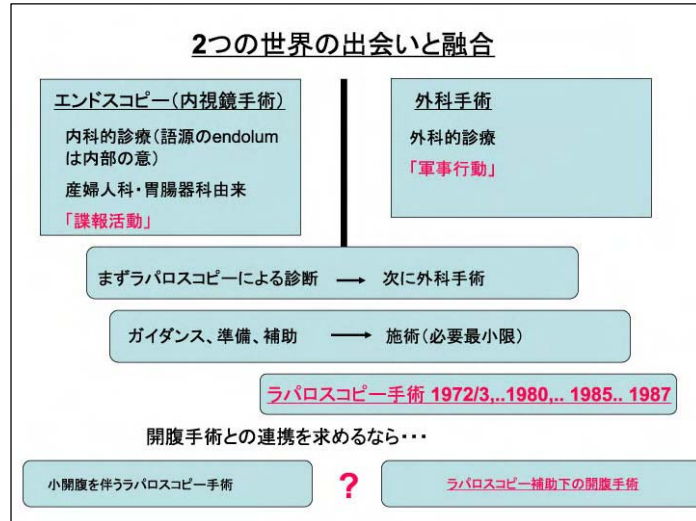 2つの世界の出会いと融合
エンドスコピー(内視鏡手術)
内科的診療(語源のendolum
は内部の意)
産婦人科・胃腸器科由来
「諜報活動」
外科手術
外科的診療
「軍事行動」
まずラパロスコピーによる診断 → 次に外科手術
ガイダンス、準備、補助 → 施術(必要最小限)
ラパロスコピー手術 1972/3,..1980,.. 1985.. 1987
開腹手術との連携を求めるなら・・・
小開腹を伴うラパロスコピー手術 ? ラパロスコピー補助下の開腹手術